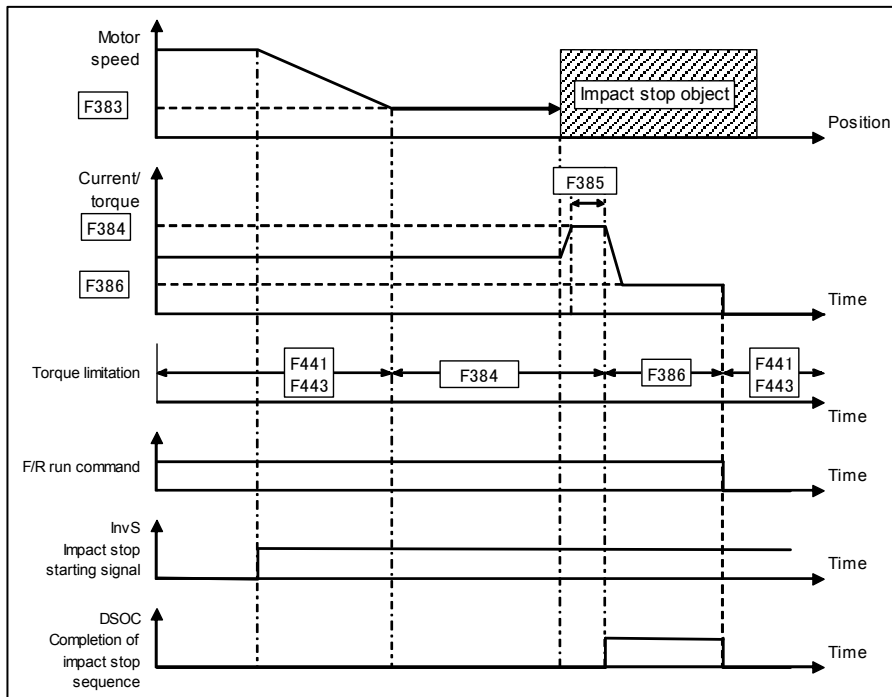 Motor
speed
F383
Impact stop object
Position
Current/
torque
F385
F384
F386
Time
Torque limitation
F441
F443
F384
F386
F441
F443
Time
F/R run command
Time
InvS
Impact stop
starting signal
Time
DSOC
Completion of
impact stop
sequence
Time